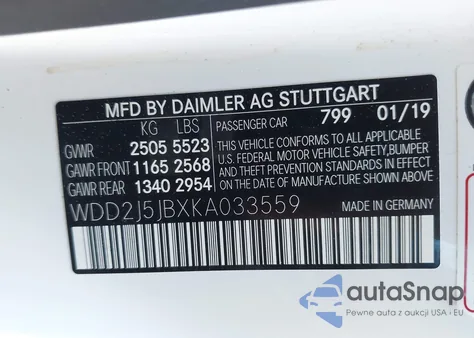 MFD BY DAIMLER AG STUTTGART
KG LBS PASSENGER CAR 799 01/19
GVWR 2505 5523
GAWR FRONT 1165 2568
GAWR REAR 1340 2954
THIS VEHICLE CONFORMS TO ALL APPLICABLE
U.S. FEDERAL MOTOR VEHICLE SAFETY,BUMPER
AND THEFT PREVENTION STANDARDS IN EFFECT
ON THE DATE OF MANUFACTURE SHOWN ABOVE.
WDD2J5JBXKA033559 MADE IN GERMANY
autoSnap
Pewne auta z aukcji USA - EU